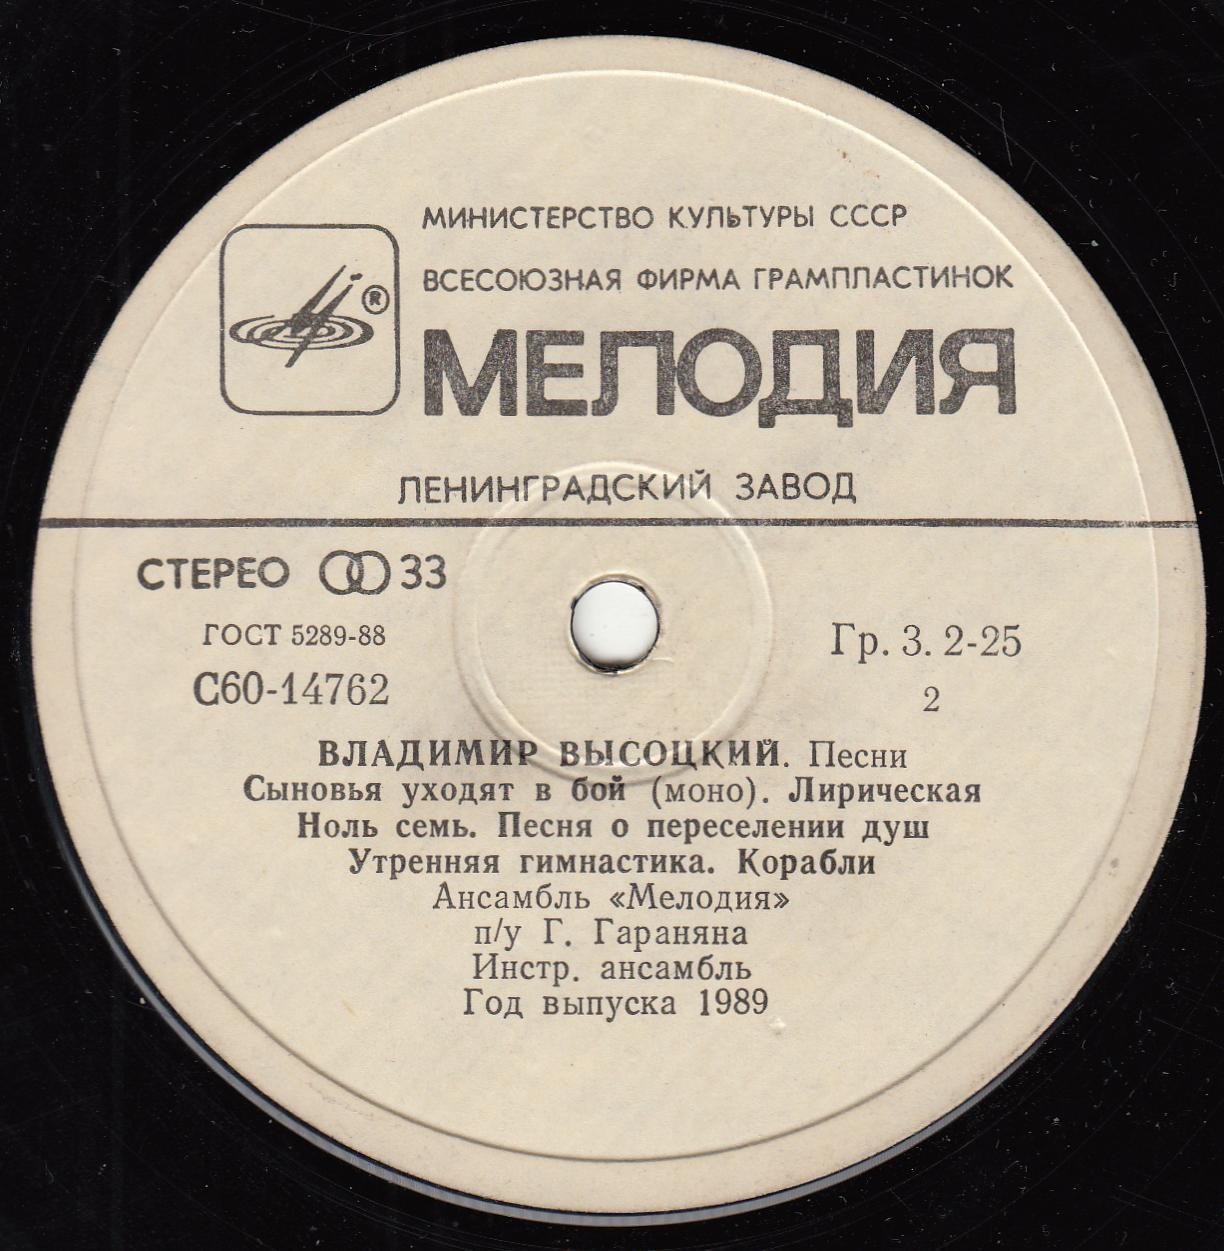 МИНИСТЕРСТВО КУЛЬТУРЫ СССР
ВСЕСОЮЗНАЯ ФИРМА ГРАМПЛАСТИНОК
®
МЕЛОДИЯ
ЛЕНИНГРАДСКИЙ ЗАВОД
СТЕРЕО 33
ГОСТ 5289-88
С60-14762
Гр. 3. 2-25
2
ВЛАДИМИР ВЫСОЦКИЙ. Песни
Сыновья уходят в бой (моно). Лирическая
Ноль семь. Песня о переселении душ
Утренняя гимнастика. Корабли
Ансамбль «Мелодия»
п/у Г. Гараняна
Инстр. ансамбль
Год выпуска 1989